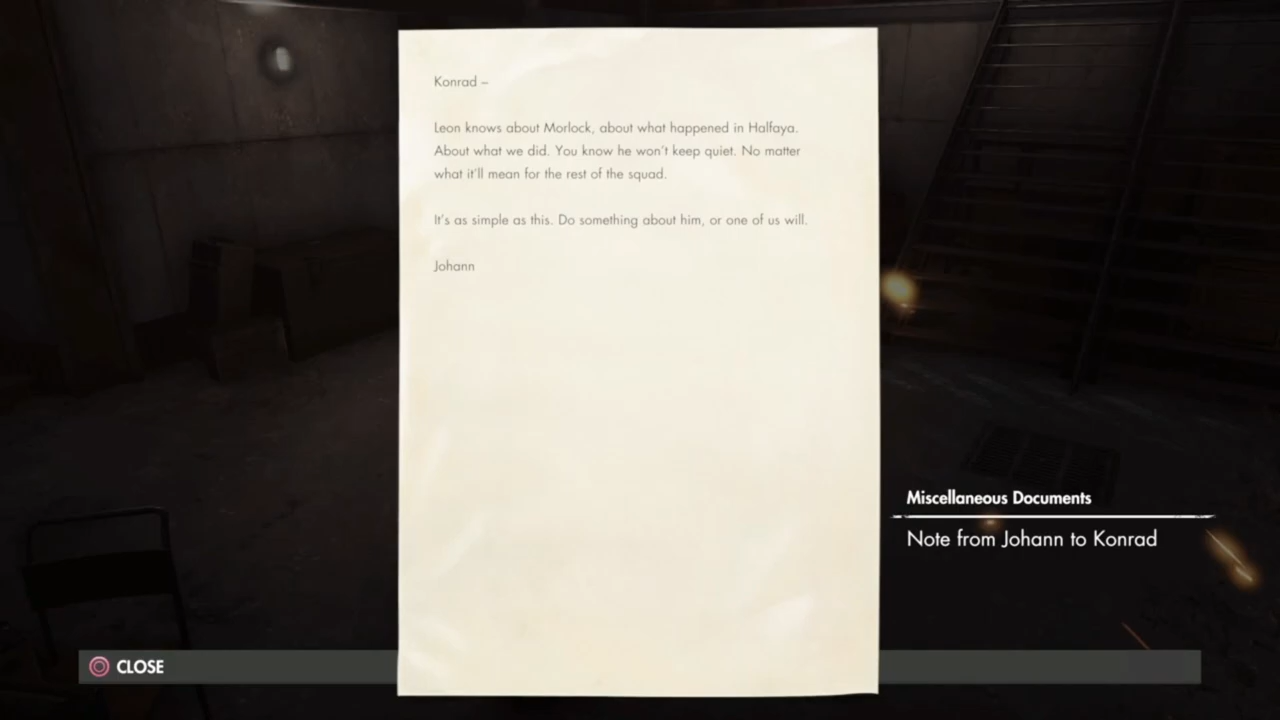 Konrad –
Leon knows about Morlock, about what happened in Halfaya.
About what we did. You know he won't keep quiet. No matter
what it'll mean for the rest of the squad.
It's as simple as this. Do something about him, or one of us will.
Johann
Miscellaneous Documents
Note from Johann to Konrad
CLOSE